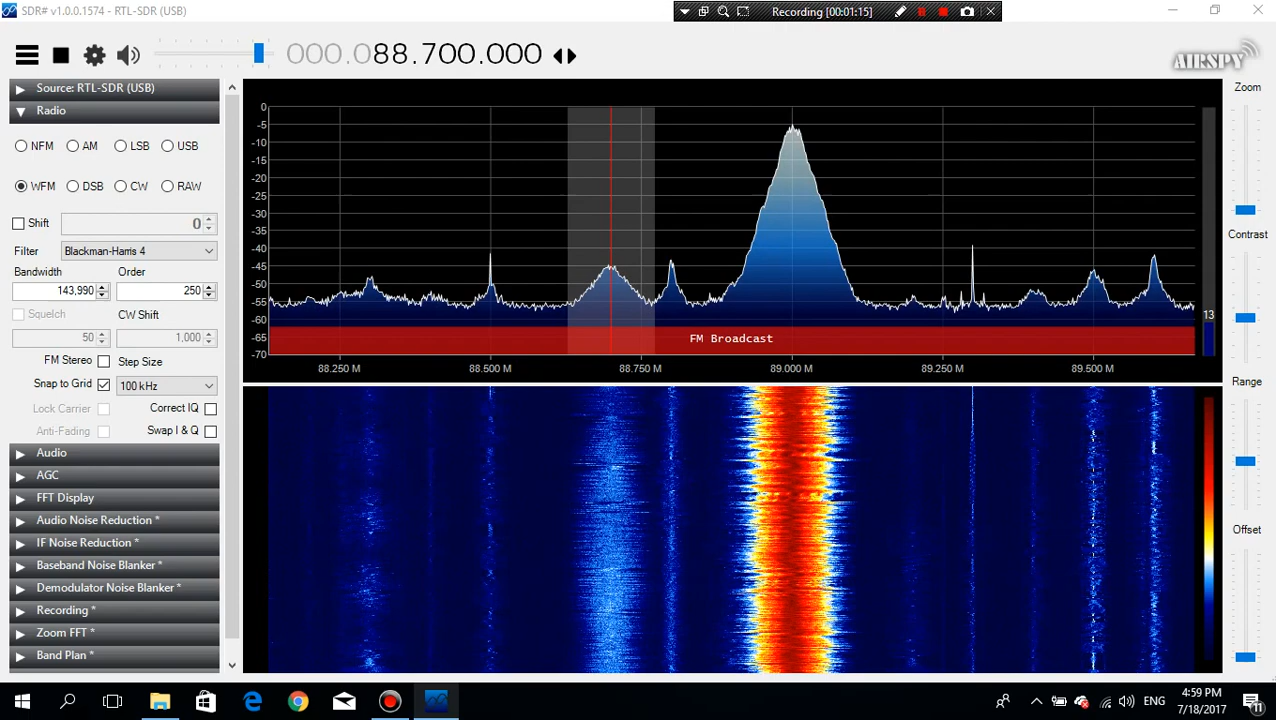 SDR# v1.0.0.1574 - RTL-SDR (USB)
Recording [00:01:15]
000.088.700.000
AIRSPY
Source: RTL-SDR (USB)
Radio
NFM AM LSB USB
WFM DSB CW RAW
Shift 0
Filter Blackman-Harris 4
Bandwidth Order
143,990 250
Squelch CW Shift
50 1,000
FM Stereo Step Size
Snap to Grid 100 kHz
Lock Carrier Correct IQ
Anti-Fading Swap I & Q
Audio
AGC
FFT Display
Audio Noise Reduction *
IF Noise Reduction *
Baseband Noise Blanker *
Demodulator Noise Blanker *
Recording *
Zoom FFT *
Band Plan *
0
-5
-10
-15
-20
-25
-30
-35
-40
-45
-50
-55
-60
-65
-70
FM Broadcast
88.250 M 88.500 M 88.750 M 89.000 M 89.250 M 89.500 M
13
Zoom
Contrast
Range
Offset
ENG
4:59 PM
7/18/2017
11